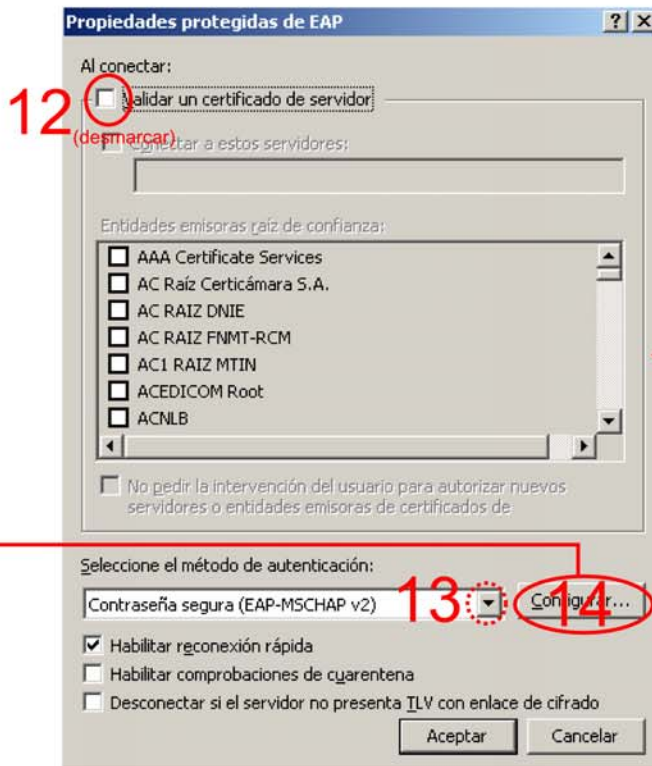 Propiedades protegidas de EAP
Al conectar:
12
Validar un certificado de servidor
(desmarcar)
Conectar a estos servidores:
Entidades emisoras raíz de confianza:
AAA Certificate Services
AC Raíz Certicámara S.A.
AC RAIZ DNIE
AC RAIZ FNMT-RCM
AC1 RAIZ MTIN
ACEDICOM Root
ACNLB
No pedir la intervención del usuario para autorizar nuevos
servidores o entidades emisoras de certificados de
Seleccione el método de autenticación:
Contraseña segura (EAP-MSCHAP v2)
13
Configurar...
14
Habilitar reconexión rápida
Habilitar comprobaciones de cuarentena
Desconectar si el servidor no presenta TLV con enlace de cifrado
Aceptar
Cancelar